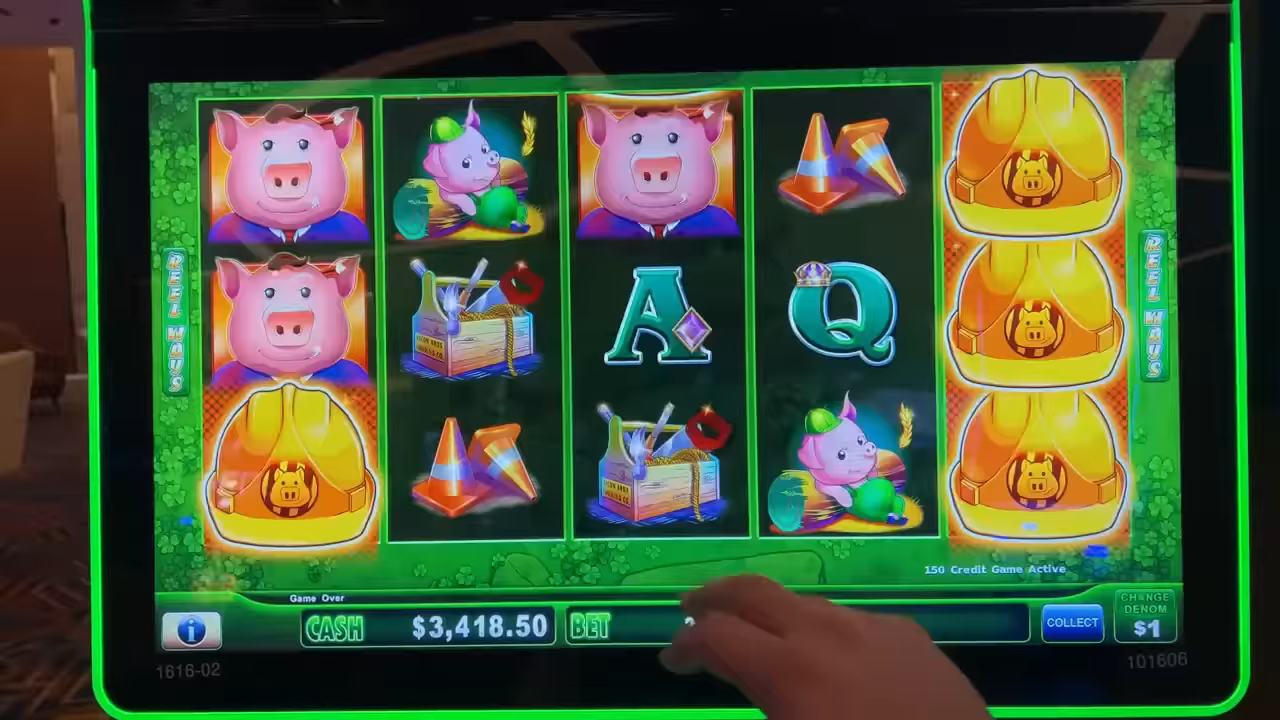 REEL WAYS
A
Q
REEL WAYS
150 Credit Game Active
Game Over
CASH $3,418.50 BET
COLLECT
CHANGE
DENOM
$1
1616-02
101606